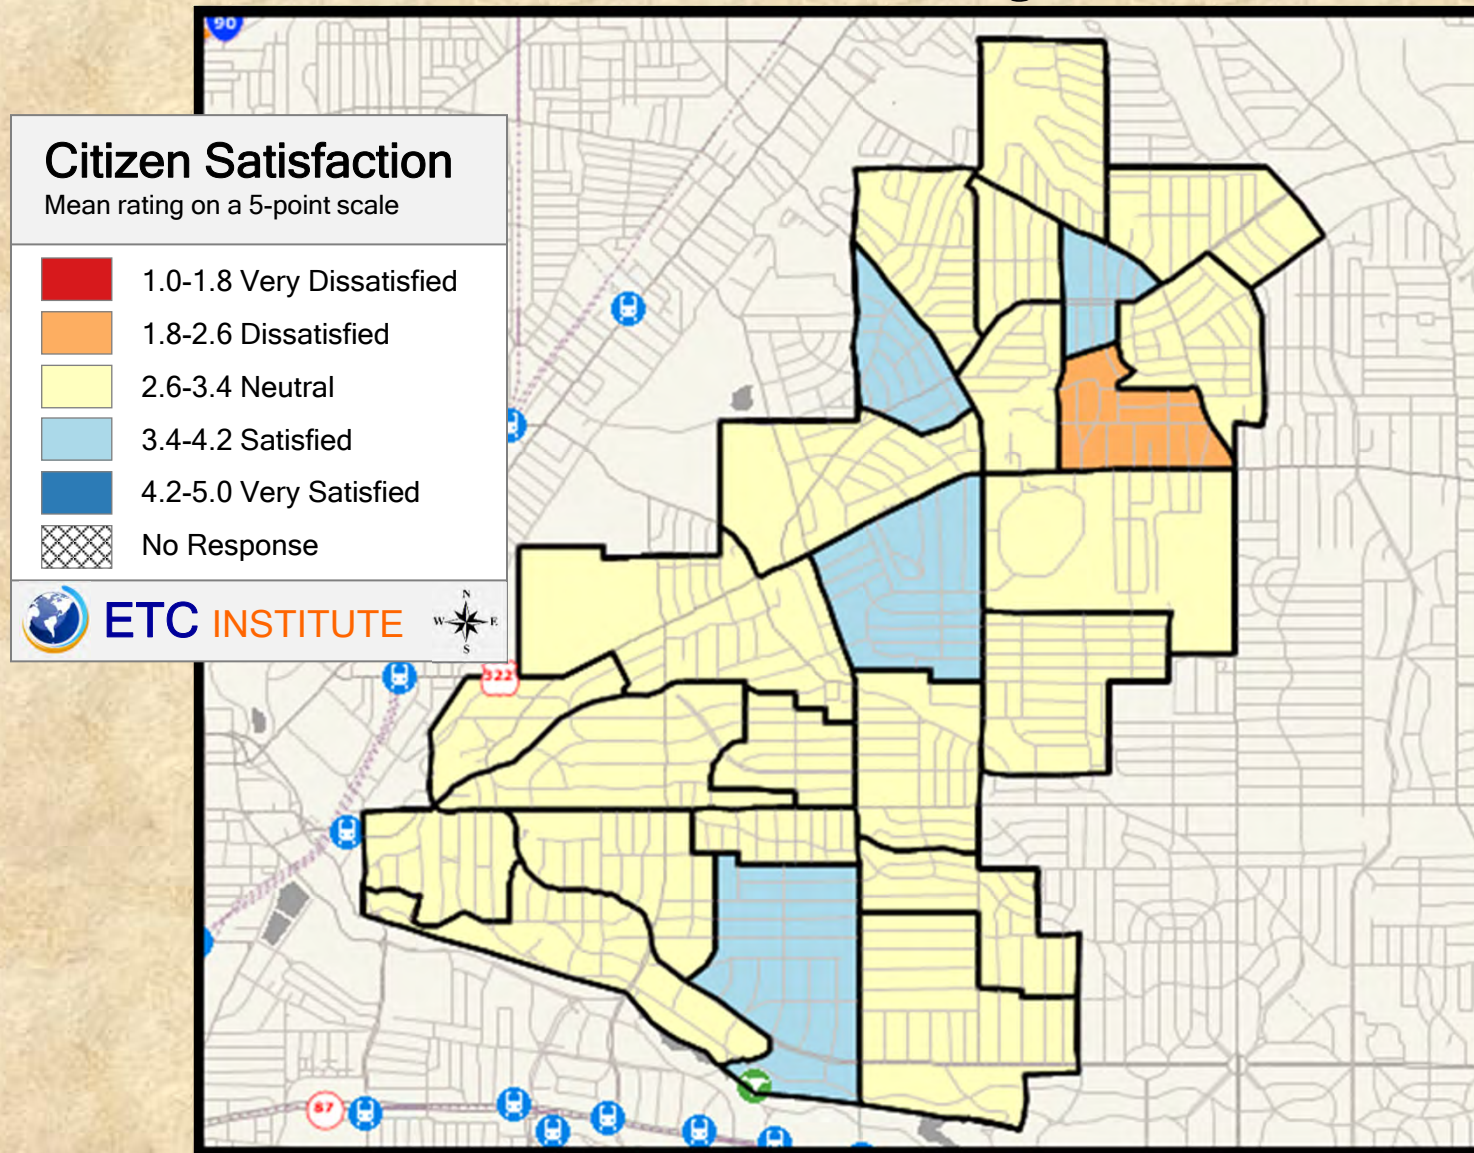 90
Citizen Satisfaction
Mean rating on a 5-point scale
1.0-1.8 Very Dissatisfied
1.8-2.6 Dissatisfied
2.6-3.4 Neutral
3.4-4.2 Satisfied
4.2-5.0 Very Satisfied
No Response
ETC INSTITUTE
N
W E
S
322
87